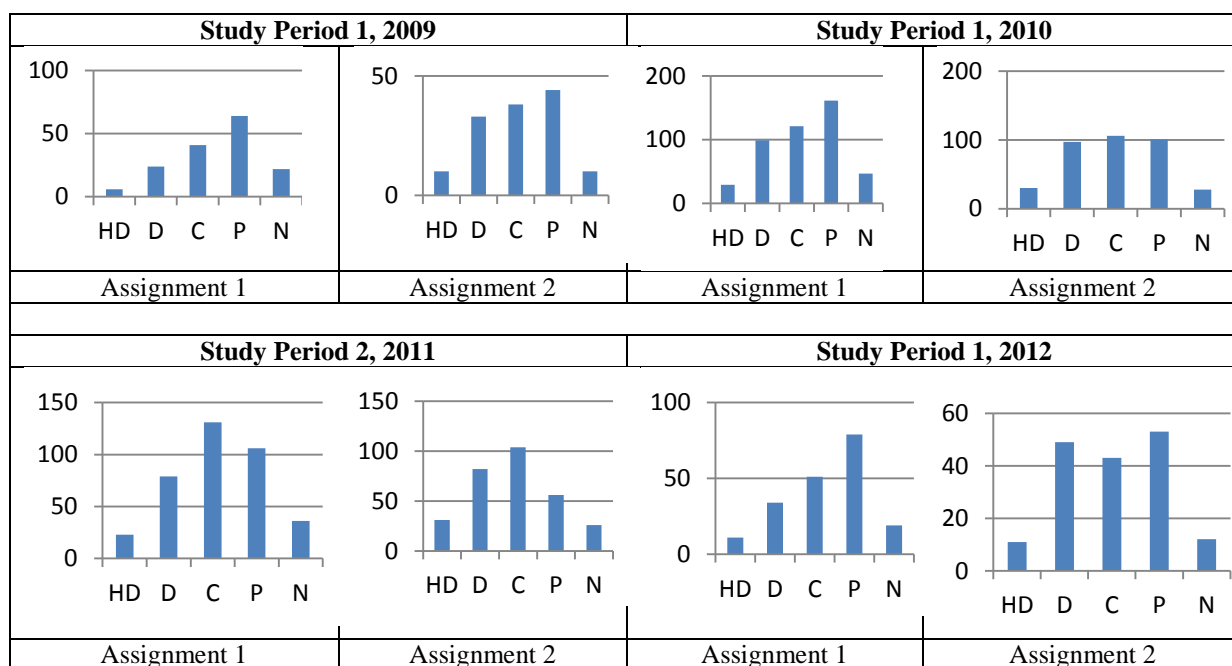 Study Period 1, 2009
Study Period 1, 2010
100
50
0
HD D C P N
50
0
HD D C P N
200
100
0
HD D C P N
200
100
0
HD D C P N
Assignment 1
Assignment 2
Assignment 1
Assignment 2
Study Period 2, 2011
Study Period 1, 2012
150
100
50
0
HD D C P N
150
100
50
0
HD D C P N
100
50
0
HD D C P N
60
40
20
0
HD D C P N
Assignment 1
Assignment 2
Assignment 1
Assignment 2